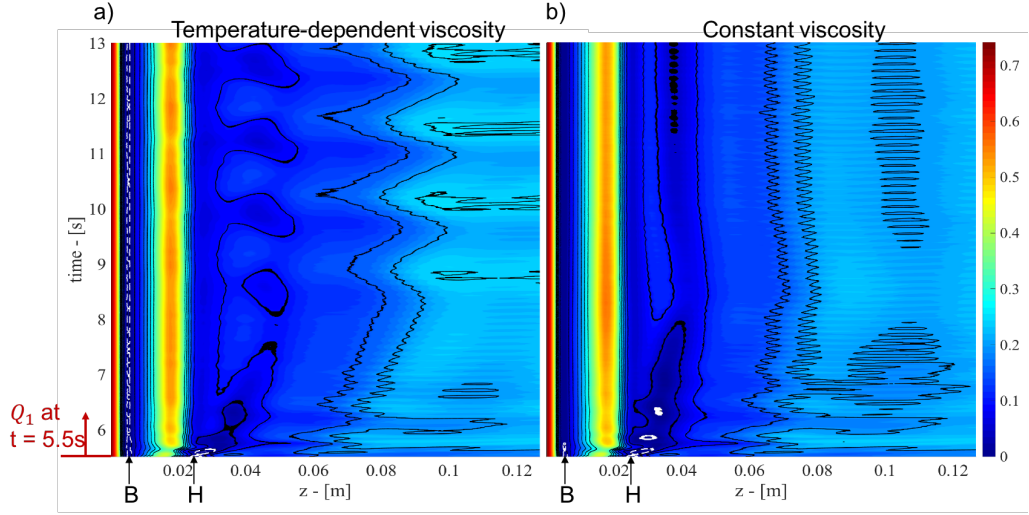 a)
Temperature-dependent viscosity
b)
Constant viscosity
13
12
11
10
9
8
7
6
time - [s]
Q1 at
t = 5.5s
0.02
0.04
0.06
0.08
0.1
0.12
z - [m]
B
H
0.02
0.04
0.06
0.08
0.1
0.12
z - [m]
B
H
0.7
0.6
0.5
0.4
0.3
0.2
0.1
0